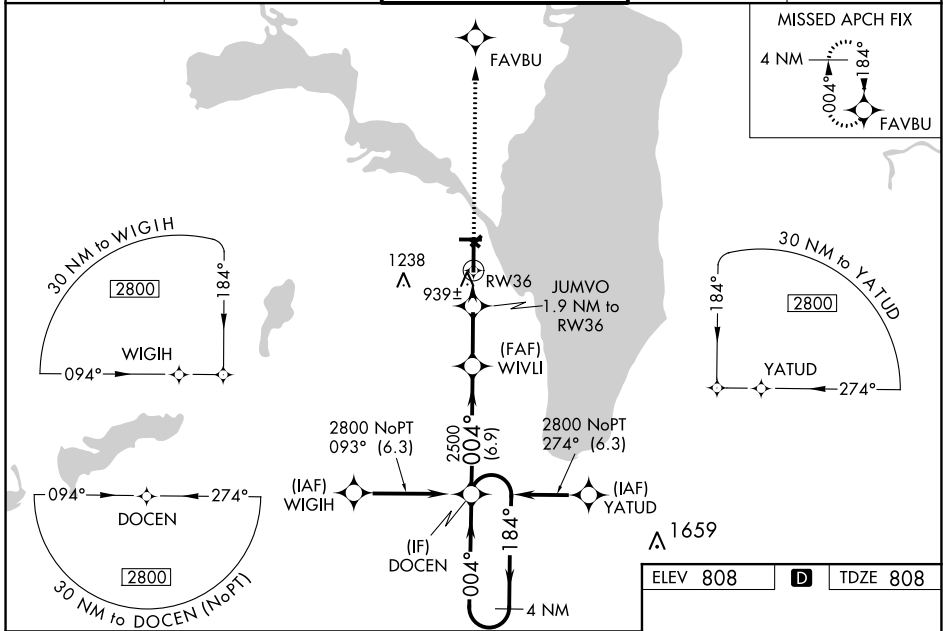 MISSED APCH FIX
4 NM
184°
004°
FAVBU
FAVBU
30 NM to WIGIH
2800
184°
WIGIH
094°
1238
939±
RW36
JUMVO
1.9 NM to
RW36
(FAF)
WIVLI
30 NM to YATUD
2800
184°
YATUD
274°
2800 NoPT
093° (6.3)
2500
004°
(6.9)
2800 NoPT
274° (6.3)
(IAF)
WIGIH
(IAF)
YATUD
(IF)
DOCEN
004°
184°
4 NM
094°
274°
DOCEN
2800
30 NM to DOCEN (NoPT)
1659
ELEV 808 D TDZE 808